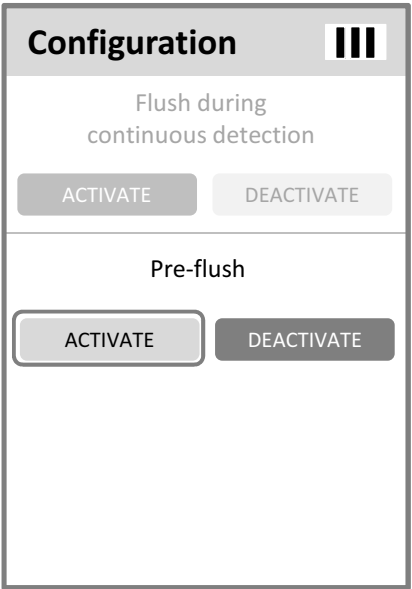 Configuration
Flush during
continuous detection
ACTIVATE DEACTIVATE
Pre-flush
ACTIVATE DEACTIVATE